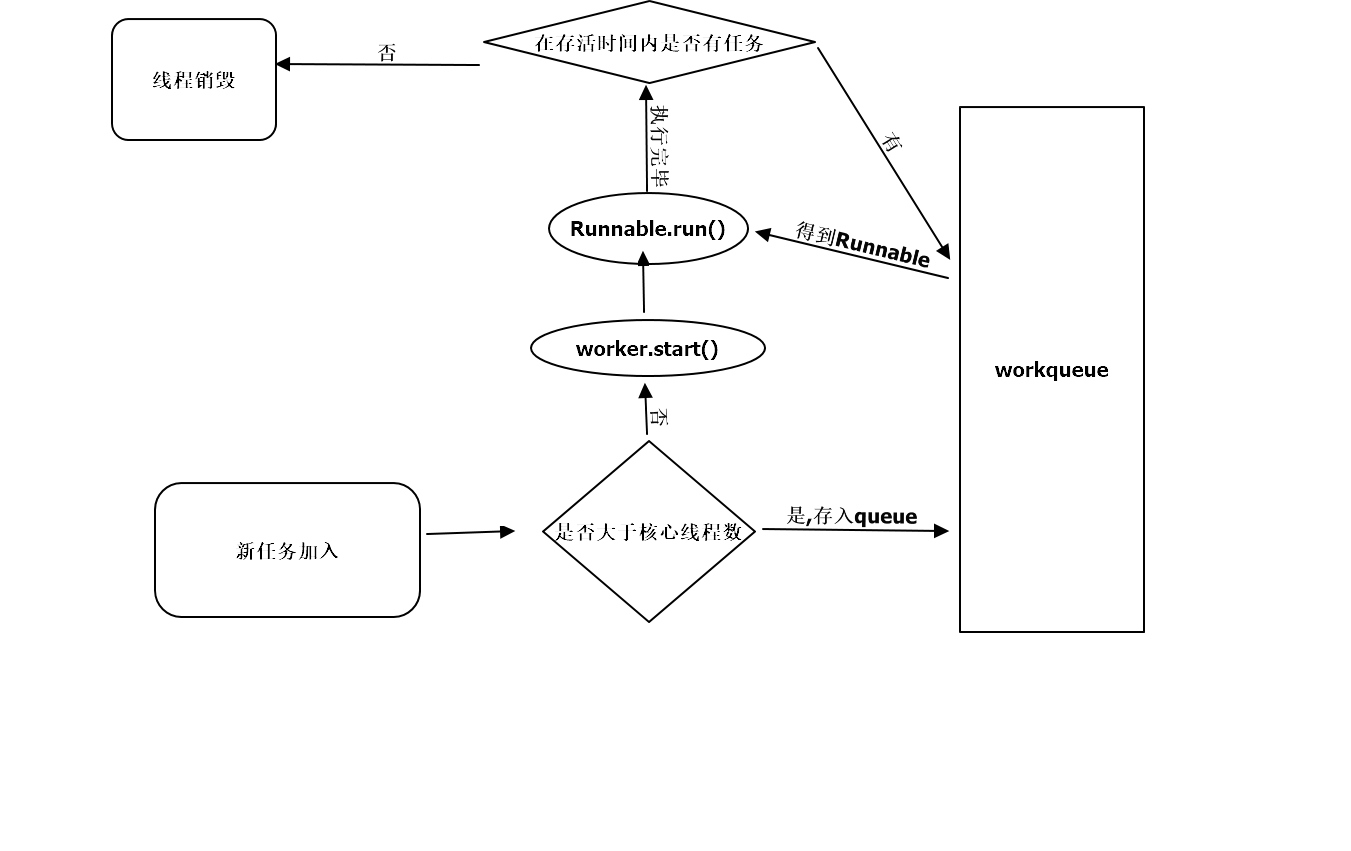 在存活时间内是否有任务
否
线程销毁
执行完毕
有
Runnable.run()
得到Runnable
worker.start()
workqueue
否
是,存入queue
是否大于核心线程数
新任务加入